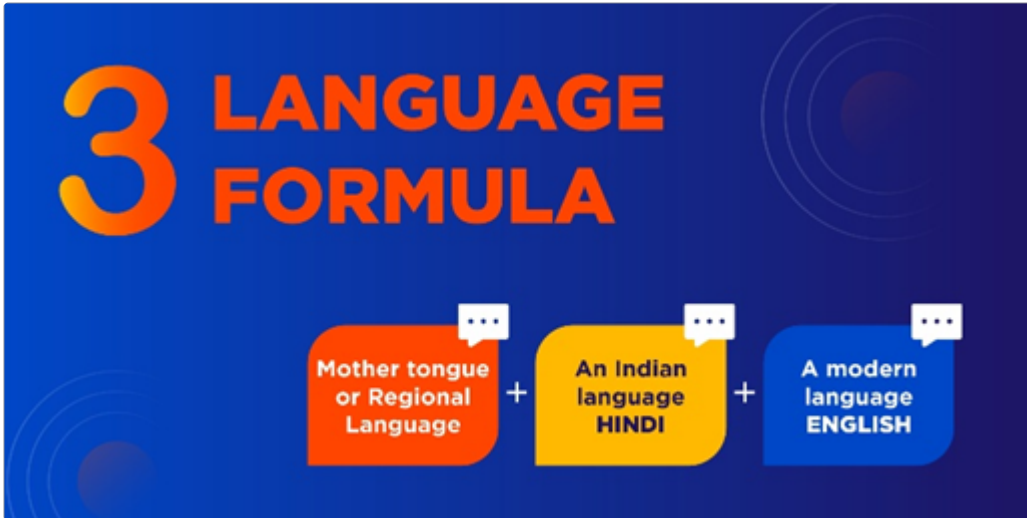 3 LANGUAGE
FORMULA
Mother tongue
or Regional
Language
+
An Indian
language
HINDI
+
A modern
language
ENGLISH